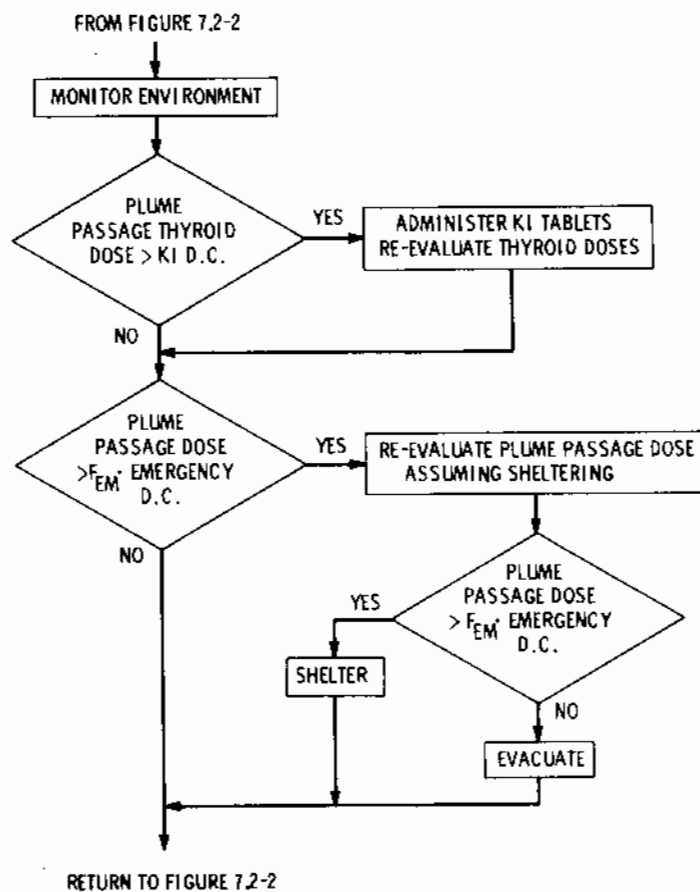 FROM FIGURE 7.2-2
MONITOR ENVIRONMENT
PLUME
PASSAGE THYROID
DOSE > KI D.C.
YES
ADMINISTER KI TABLETS
RE-EVALUATE THYROID DOSES
NO
PLUME
PASSAGE DOSE
>F_EM· EMERGENCY
D.C.
YES
RE-EVALUATE PLUME PASSAGE DOSE
ASSUMING SHELTERING
NO
PLUME
PASSAGE DOSE
> F_EM· EMERGENCY
D.C.
YES
SHELTER
NO
EVACUATE
RETURN TO FIGURE 7.2-2